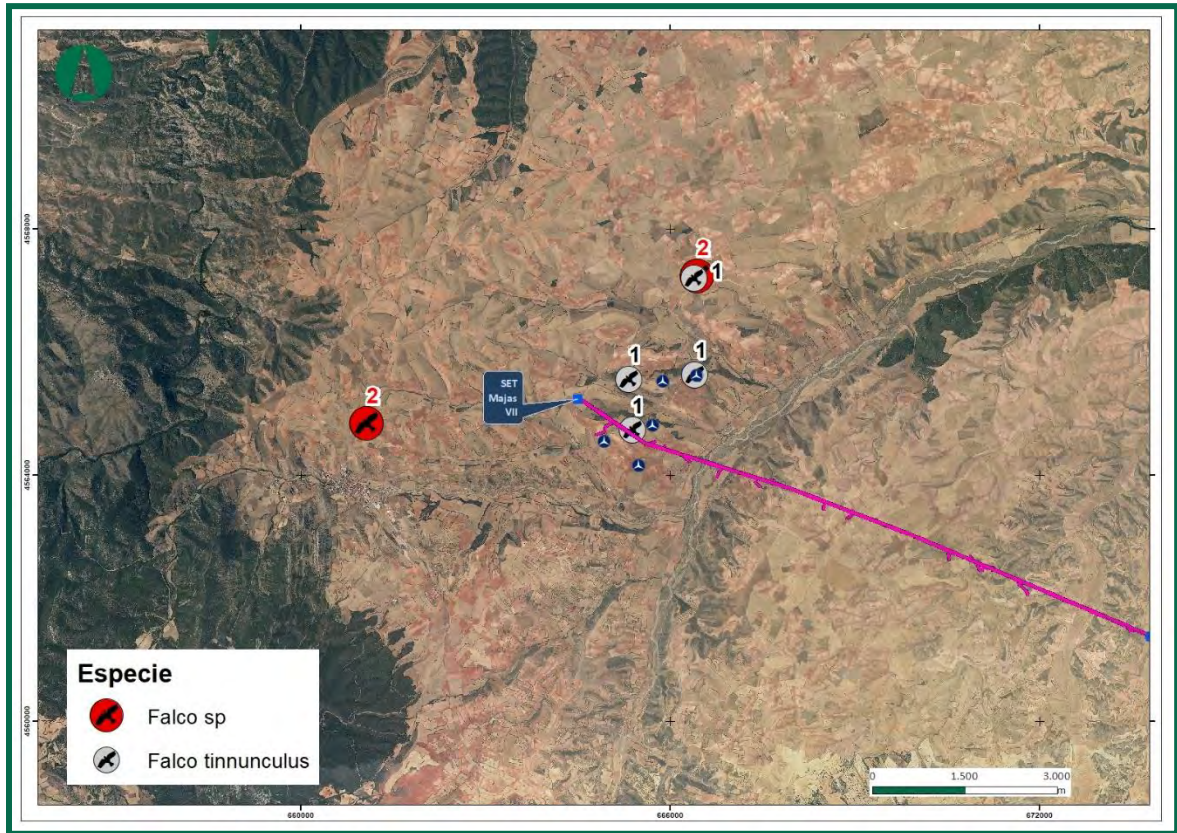 4568000
2
1
1
1
SET
Majas
VII
2
1
4564000
4560000
Especie
Falco sp
Falco tinnunculus
0
1.500
3.000
m
660000
666000
672000